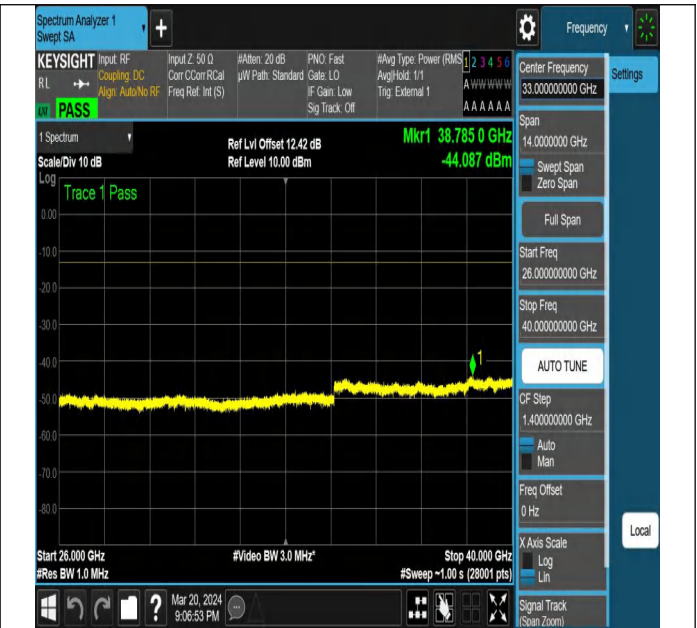 Spectrum Analyzer 1
Swept SA
+
Frequency
KEYSIGHT
RL
PASS
Input: RF
Coupling: DC
Align: Auto/No RF
Input Z: 50 Ω
Corr CCorr RCal
Freq Ref: Int (S)
#Atten: 20 dB
µW Path: Standard
PNO: Fast
Gate: LO
IF Gain: Low
Sig Track: Off
#Avg Type: Power (RMS
Avg|Hold: 1/1
Trig: External 1
1 2 3 4 5 6
A W W W W W
A A A A A A
1 Spectrum
Scale/Div 10 dB
Ref Lvl Offset 12.42 dB
Ref Level 10.00 dBm
Mkr1 38.785 0 GHz
-44.087 dBm
Log
Trace 1 Pass
0.00
-10.0
-20.0
-30.0
-40.0
-50.0
-60.0
-70.0
-80.0
1
Start 26.000 GHz
#Res BW 1.0 MHz
#Video BW 3.0 MHz*
Stop 40.000 GHz
#Sweep ~1.00 s (28001 pts)
Mar 20, 2024
9:06:53 PM
?
Center Frequency
33.000000000 GHz
Settings
Span
14.0000000 GHz
Swept Span
Zero Span
Full Span
Start Freq
26.000000000 GHz
Stop Freq
40.000000000 GHz
AUTO TUNE
CF Step
1.400000000 GHz
Auto
Man
Freq Offset
0 Hz
X Axis Scale
Log
Lin
Local
Signal Track
(Span Zoom)